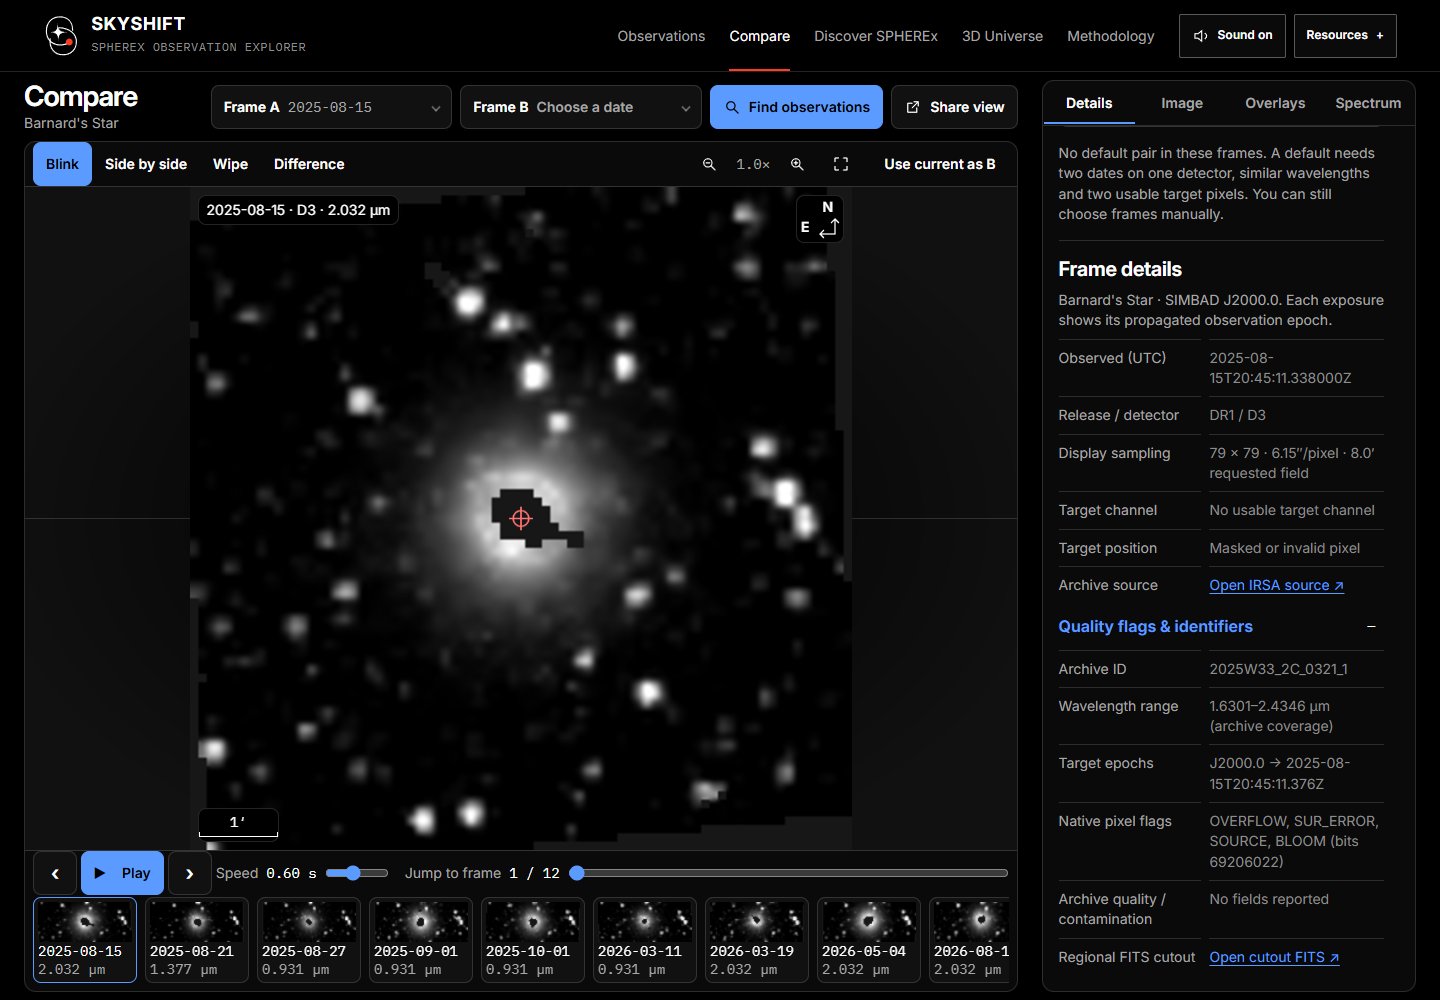 SKYSHIFT
SPHEREX OBSERVATION EXPLORER
Observations
Compare
Discover SPHEREx
3D Universe
Methodology
Sound on
Resources +
Compare
Barnard's Star
Frame A 2025-08-15
Frame B Choose a date
Find observations
Share view
Blink
Side by side
Wipe
Difference
1.0×
Use current as B
2025-08-15 · D3 · 2.032 µm
N
E
1′
Play
Speed 0.60 s
Jump to frame 1 / 12
2025-08-15
2.032 µm
2025-08-21
1.377 µm
2025-08-27
0.931 µm
2025-09-01
0.931 µm
2025-10-01
0.931 µm
2026-03-11
0.931 µm
2026-03-19
2.032 µm
2026-05-04
2.032 µm
2026-08-1
2.032 µm
Details
Image
Overlays
Spectrum
No default pair in these frames. A default needs
two dates on one detector, similar wavelengths
and two usable target pixels. You can still
choose frames manually.
Frame details
Barnard's Star · SIMBAD J2000.0. Each exposure
shows its propagated observation epoch.
Observed (UTC)
2025-08-
15T20:45:11.338000Z
Release / detector
DR1 / D3
Display sampling
79 × 79 · 6.15″/pixel · 8.0′
requested field
Target channel
No usable target channel
Target position
Masked or invalid pixel
Archive source
Open IRSA source ↗
Quality flags & identifiers −
Archive ID
2025W33_2C_0321_1
Wavelength range
1.6301–2.4346 µm
(archive coverage)
Target epochs
J2000.0 → 2025-08-
15T20:45:11.376Z
Native pixel flags
OVERFLOW, SUR_ERROR,
SOURCE, BLOOM (bits
69206022)
Archive quality /
contamination
No fields reported
Regional FITS cutout
Open cutout FITS ↗